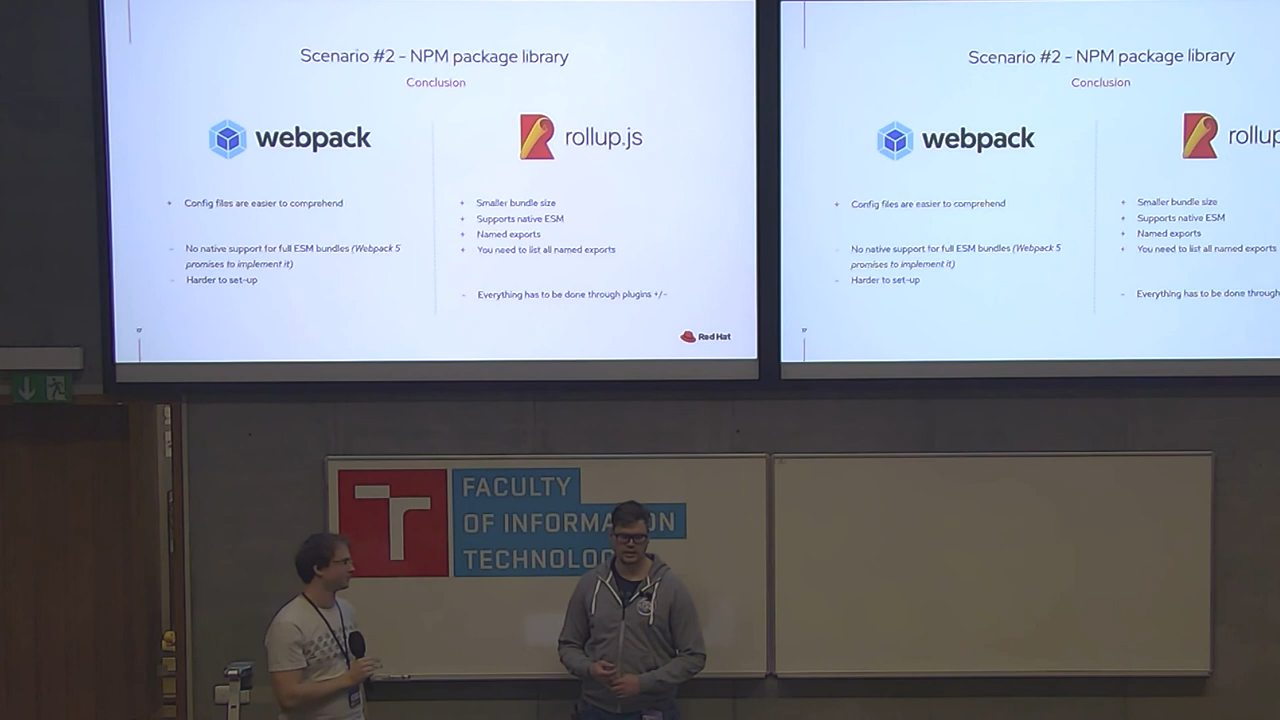 Scenario #2 - NPM package library
Conclusion
webpack
rollup.js
+ Config files are easier to comprehend
- No native support for full ESM bundles (Webpack 5
promises to implement it)
- Harder to set-up
+ Smaller bundle size
+ Supports native ESM
+ Named exports
+ You need to list all named exports
- Everything has to be done through plugins +/-
17
Red Hat
Scenario #2 - NPM package library
Conclusion
webpack
rollup
+ Config files are easier to comprehend
- No native support for full ESM bundles (Webpack 5
promises to implement it)
- Harder to set-up
+ Smaller bundle size
+ Supports native ESM
+ Named exports
+ You need to list all named exports
- Everything has to be done through
17
FACULTY
OF INFORMA ON
TECHNOLO